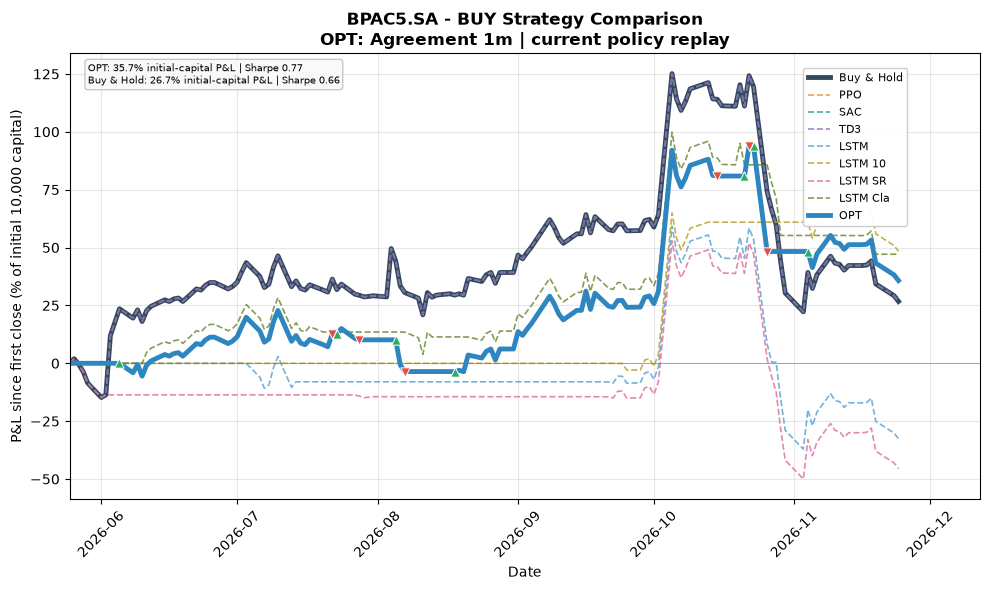 BPAC5.SA - BUY Strategy Comparison
OPT: Agreement 1m | current policy replay
OPT: 35.7% initial-capital P&L | Sharpe 0.77
Buy & Hold: 26.7% initial-capital P&L | Sharpe 0.66
Buy & Hold
PPO
SAC
TD3
LSTM
LSTM 10
LSTM SR
LSTM Cla
OPT
P&L since first close (% of initial 10,000 capital)
125
100
75
50
25
0
−25
−50
2026-06
2026-07
2026-08
2026-09
2026-10
2026-11
2026-12
Date